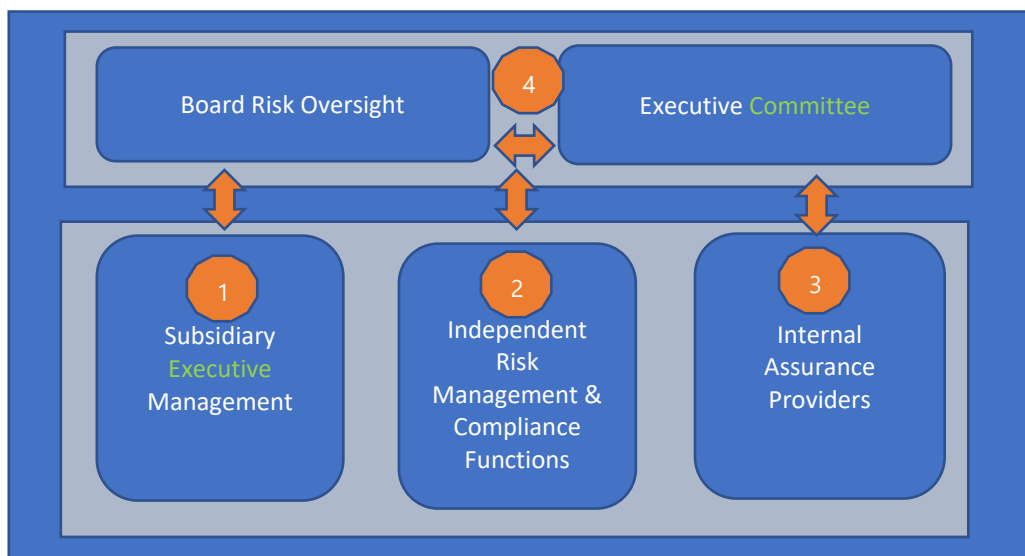 Board Risk Oversight
4
Executive Committee
1
Subsidiary
Executive
Management
2
Independent
Risk
Management &
Compliance
Functions
3
Internal
Assurance
Providers